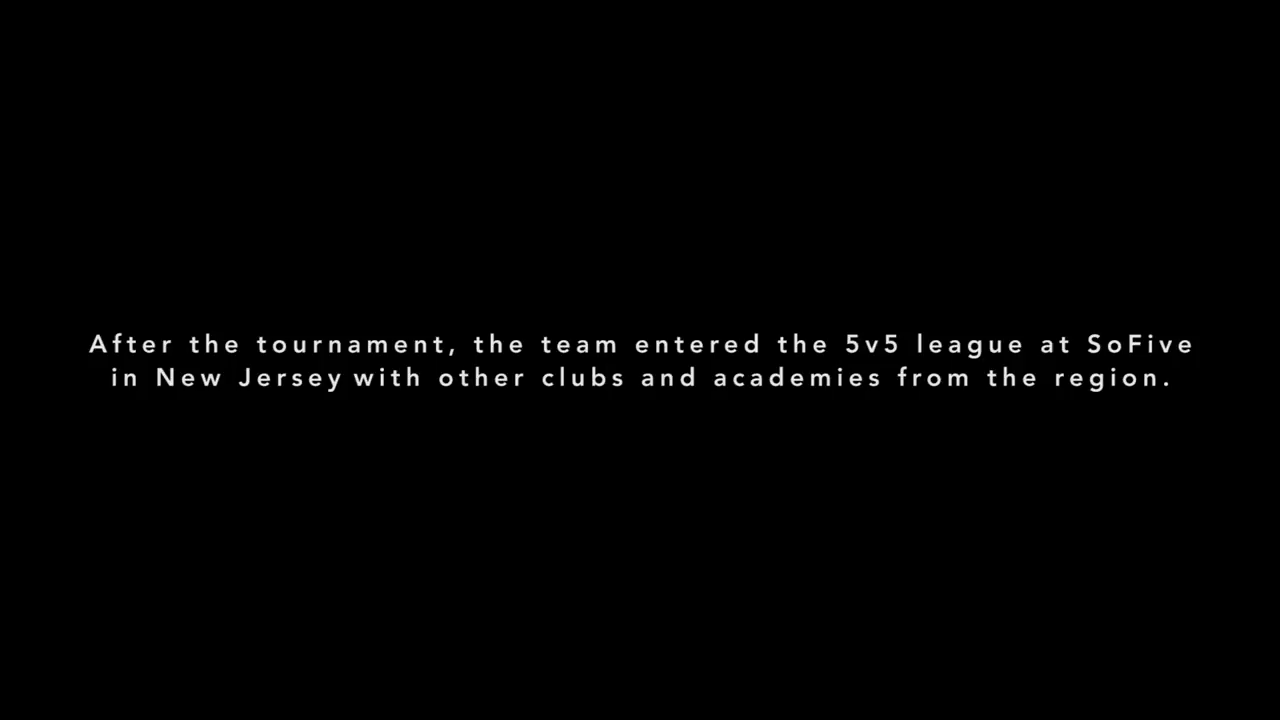 After the tournament, the team entered the 5v5 league at SoFive
in New Jersey with other clubs and academies from the region.